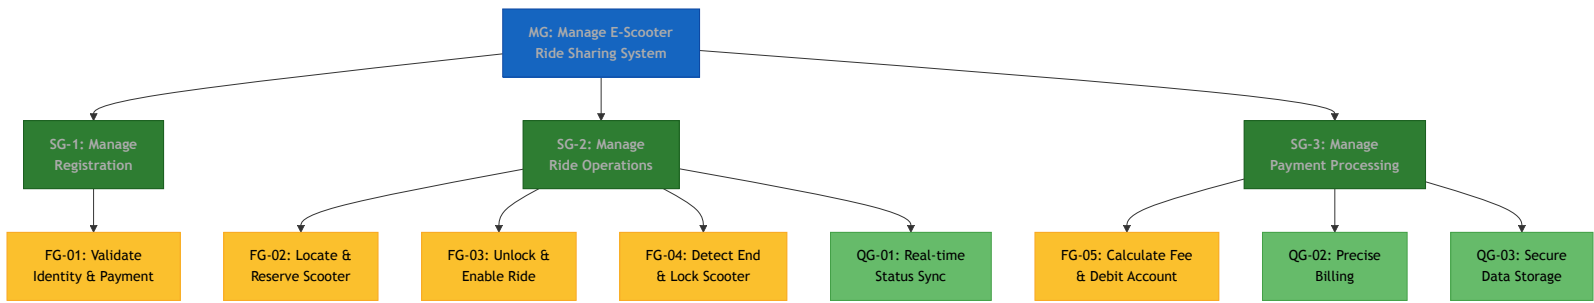 MG: Manage E-Scooter
Ride Sharing System
SG-1: Manage
Registration
SG-2: Manage
Ride Operations
SG-3: Manage
Payment Processing
FG-01: Validate
Identity & Payment
FG-02: Locate &
Reserve Scooter
FG-03: Unlock &
Enable Ride
FG-04: Detect End
& Lock Scooter
QG-01: Real-time
Status Sync
FG-05: Calculate Fee
& Debit Account
QG-02: Precise
Billing
QG-03: Secure
Data Storage